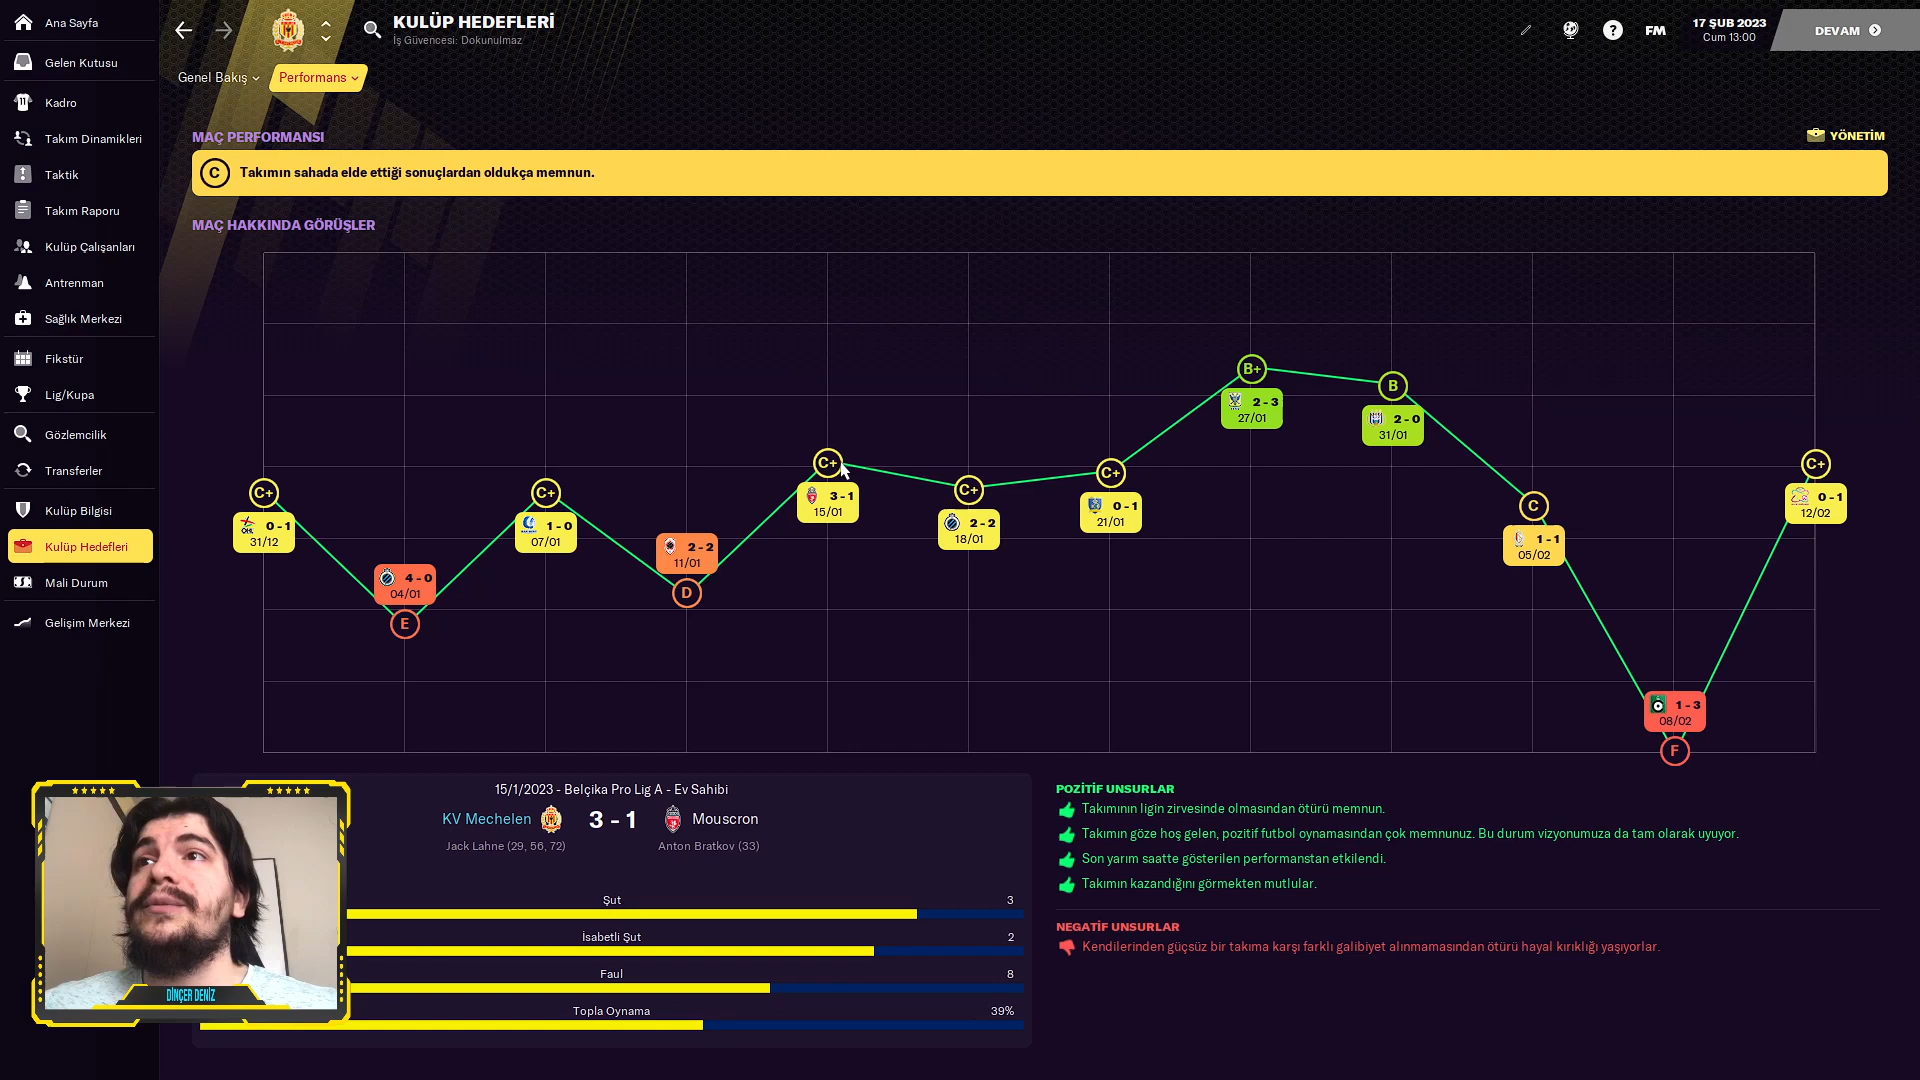 Ana Sayfa
Gelen Kutusu
Kadro
Takım Dinamikleri
Taktik
Takım Raporu
Kulüp Çalışanları
Antrenman
Sağlık Merkezi
Fikstür
Lig/Kupa
Gözlemcilik
Transferler
Kulüp Bilgisi
Kulüp Hedefleri
Mali Durum
Gelişim Merkezi
KULÜP HEDEFLERİ
İş Güvencesi: Dokunulmaz
?
FM
17 ŞUB 2023
Cum 13:00
DEVAM
Genel Bakış
Performans
MAÇ PERFORMANSI
YÖNETİM
C Takımın sahada elde ettiği sonuçlardan oldukça memnun.
MAÇ HAKKINDA GÖRÜŞLER
C+
OHL 0 - 1
31/12
4 - 0
04/01
E
C+
1 - 0
07/01
2 - 2
11/01
D
C+
3 - 1
15/01
C+
2 - 2
18/01
C+
0 - 1
21/01
B+
2 - 3
27/01
B
2 - 0
31/01
C
1 - 1
05/02
1 - 3
08/02
F
C+
0 - 1
12/02
15/1/2023 - Belçika Pro Lig A - Ev Sahibi
KV Mechelen 3 - 1 Mouscron
Jack Lahne (29, 56, 72) Anton Bratkov (33)
Şut 3
İsabetli Şut 2
Faul 8
Topla Oynama 39%
POZİTİF UNSURLAR
Takımının ligin zirvesinde olmasından ötürü memnun.
Takımın göze hoş gelen, pozitif futbol oynamasından çok memnunuz. Bu durum vizyonumuza da tam olarak uyuyor.
Son yarım saatte gösterilen performanstan etkilendi.
Takımın kazandığını görmekten mutlular.
NEGATİF UNSURLAR
Kendilerinden güçsüz bir takıma karşı farklı galibiyet alınmamasından ötürü hayal kırıklığı yaşıyorlar.
DİNÇER DENİZ